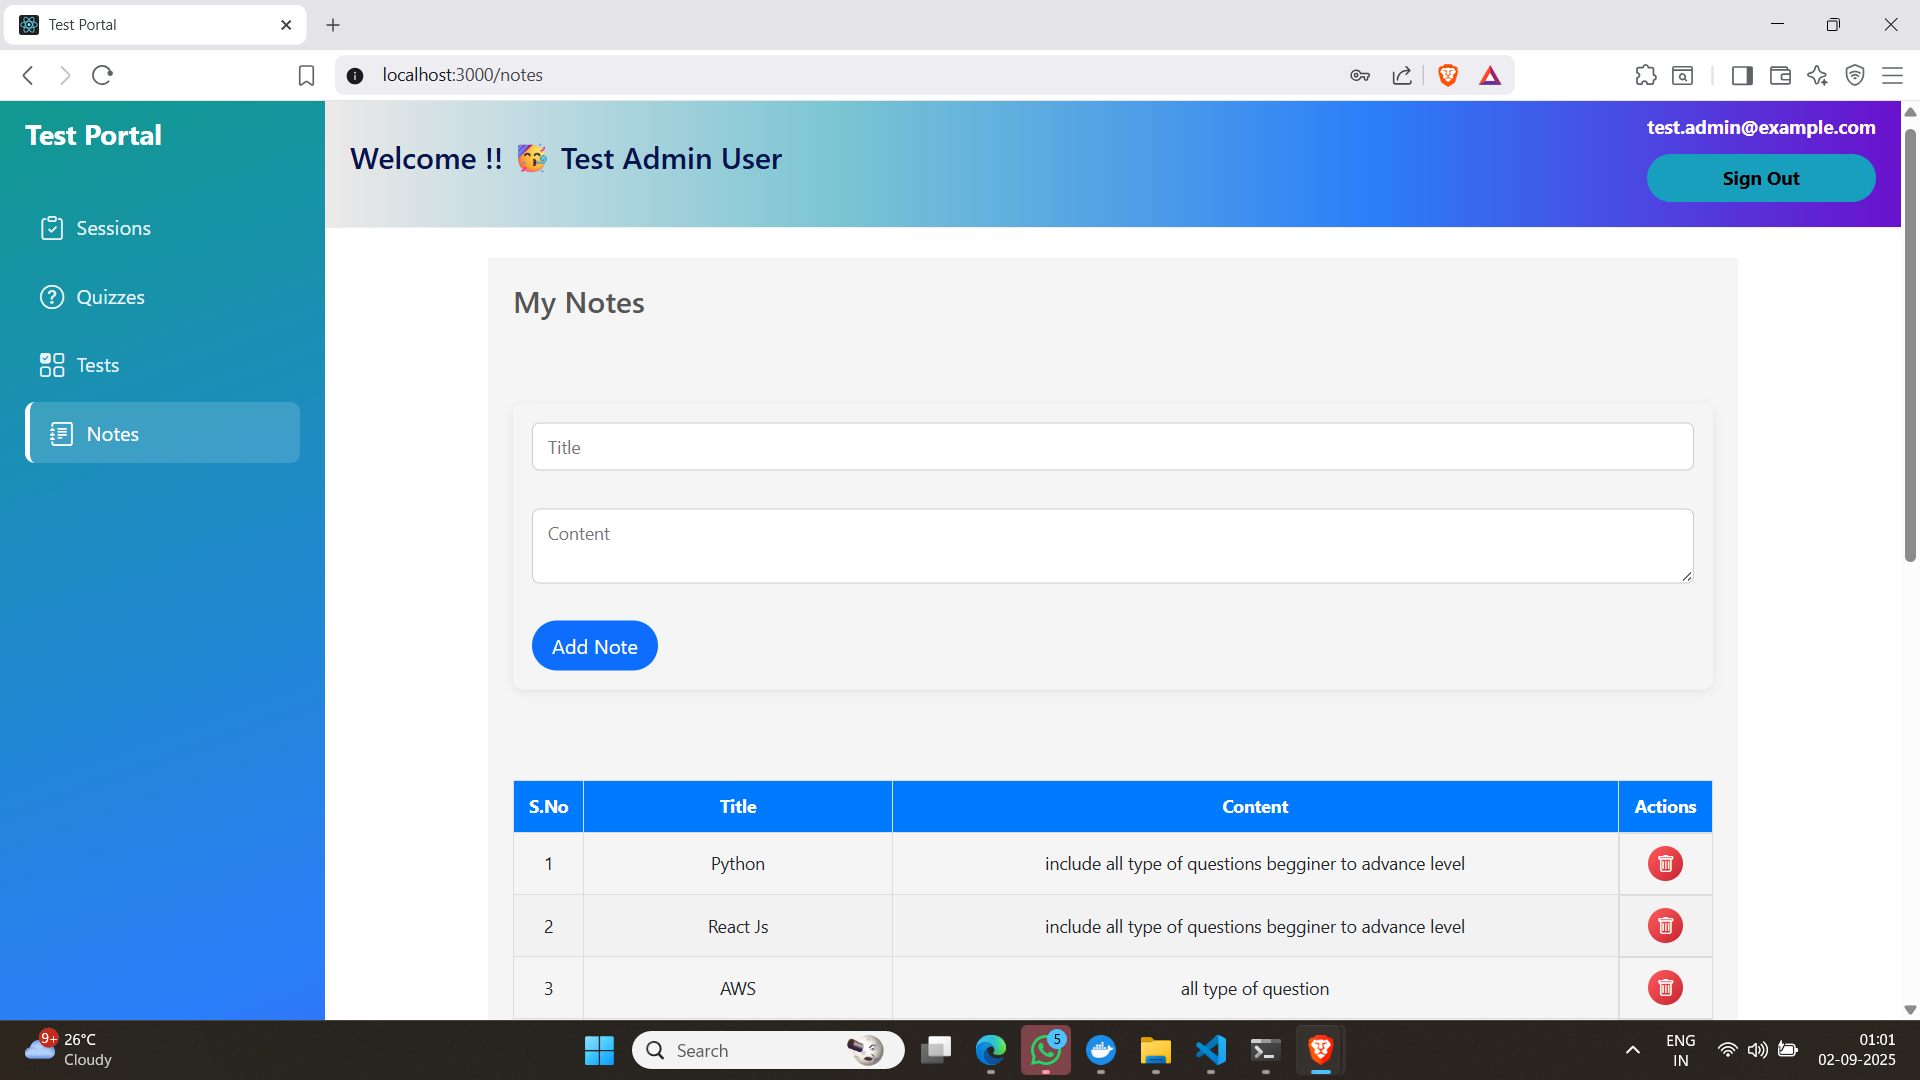 Test Portal
localhost:3000/notes
Test Portal
Sessions
Quizzes
Tests
Notes
Welcome !! 🥳 Test Admin User
test.admin@example.com
Sign Out
My Notes
Title
Content
Add Note
S.No Title Content Actions
1 Python include all type of questions begginer to advance level
2 React Js include all type of questions begginer to advance level
3 AWS all type of question
9+
26°C
Cloudy
Search
5
ENG
IN
01:01
02-09-2025